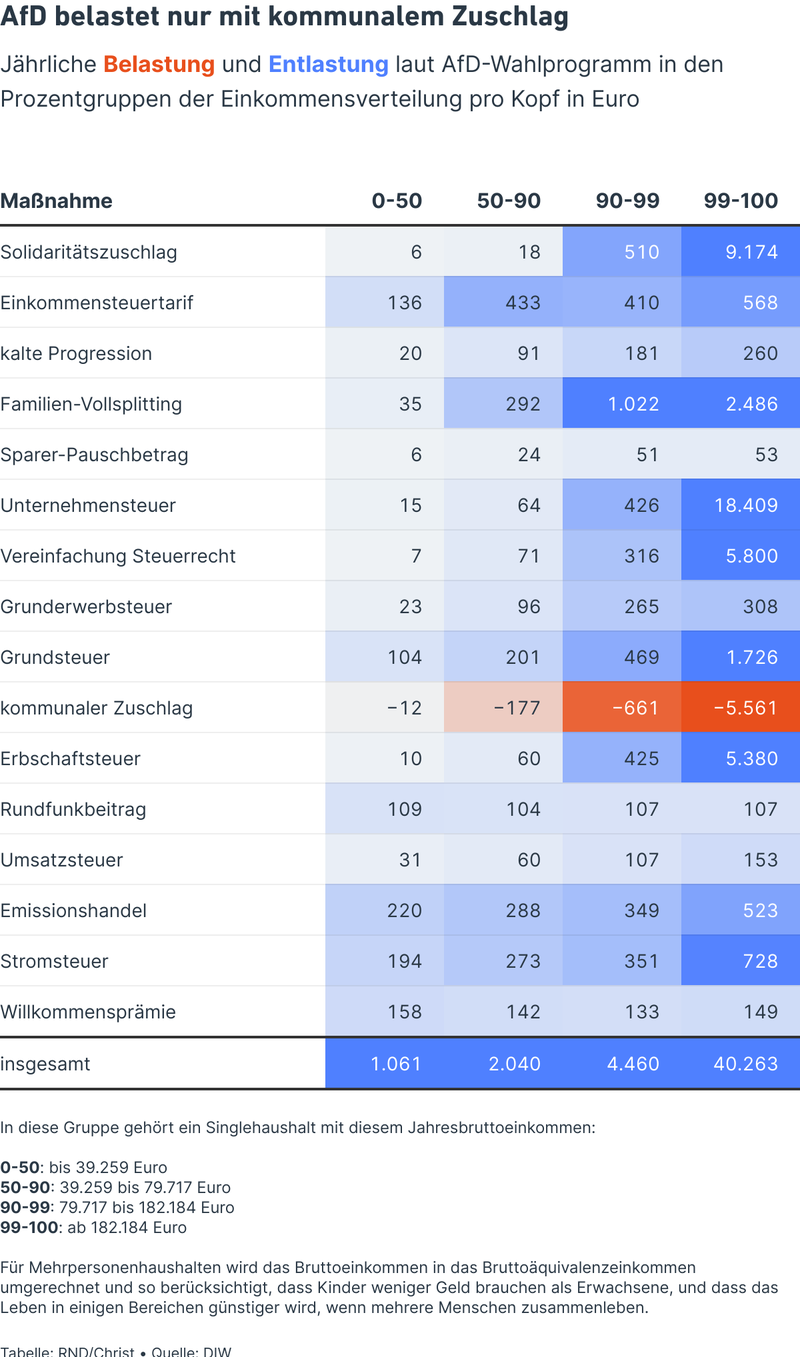 AfD belastet nur mit kommunalem Zuschlag
Jährliche Belastung und Entlastung laut AfD-Wahlprogramm in den
Prozentgruppen der Einkommensverteilung pro Kopf in Euro
Maßnahme 0-50 50-90 90-99 99-100
Solidaritätszuschlag 6 18 510 9.174
Einkommensteuertarif 136 433 410 568
kalte Progression 20 91 181 260
Familien-Vollsplitting 35 292 1.022 2.486
Sparer-Pauschbetrag 6 24 51 53
Unternehmensteuer 15 64 426 18.409
Vereinfachung Steuerrecht 7 71 316 5.800
Grunderwerbsteuer 23 96 265 308
Grundsteuer 104 201 469 1.726
kommunaler Zuschlag −12 −177 −661 −5.561
Erbschaftsteuer 10 60 425 5.380
Rundfunkbeitrag 109 104 107 107
Umsatzsteuer 31 60 107 153
Emissionshandel 220 288 349 523
Stromsteuer 194 273 351 728
Willkommensprämie 158 142 133 149
insgesamt 1.061 2.040 4.460 40.263
In diese Gruppe gehört ein Singlehaushalt mit diesem Jahresbruttoeinkommen:
0-50: bis 39.259 Euro
50-90: 39.259 bis 79.717 Euro
90-99: 79.717 bis 182.184 Euro
99-100: ab 182.184 Euro
Für Mehrpersonenhaushalten wird das Bruttoeinkommen in das Bruttoäquivalenzeinkommen
umgerechnet und so berücksichtigt, dass Kinder weniger Geld brauchen als Erwachsene, und dass das
Leben in einigen Bereichen günstiger wird, wenn mehrere Menschen zusammenleben.
Tabelle: RND/Christ • Quelle: DIW